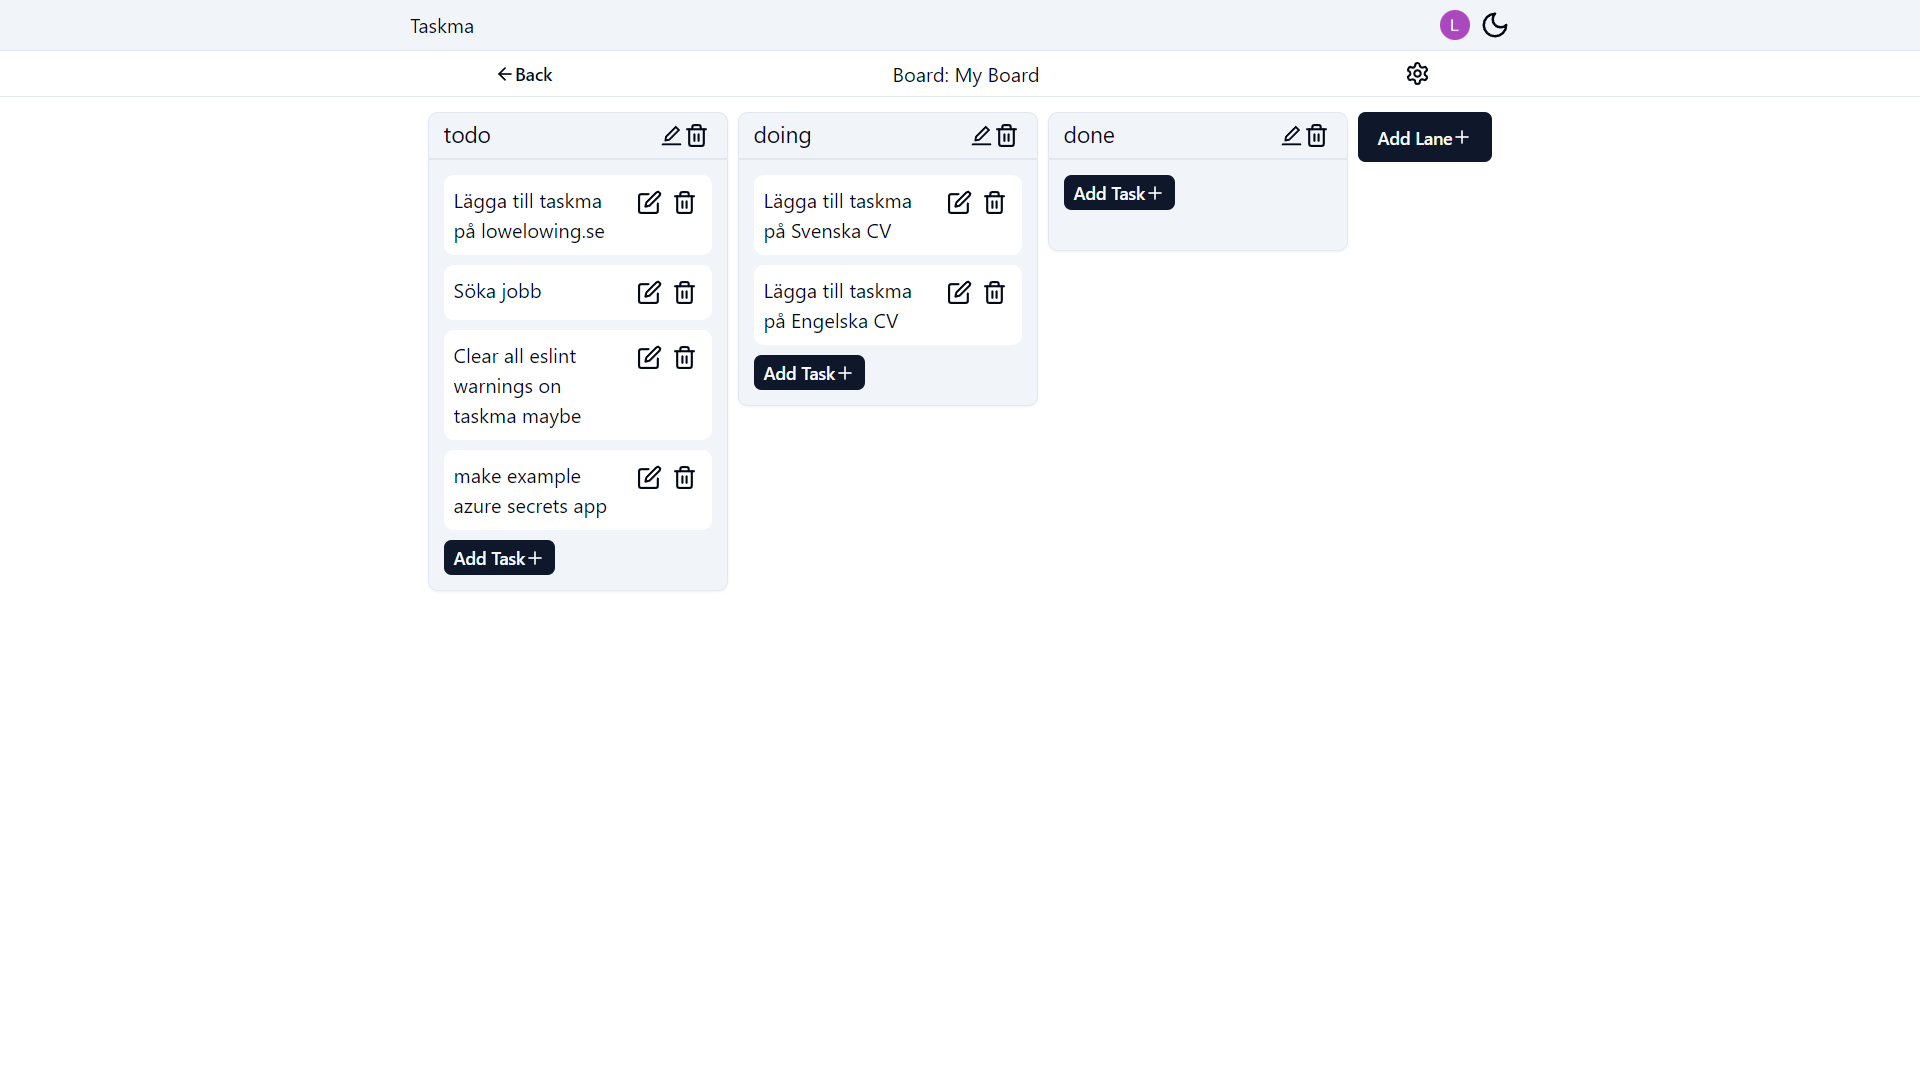 Taskma
L
Back
Board: My Board
todo
Lägga till taskma
på lowelowing.se
Söka jobb
Clear all eslint
warnings on
taskma maybe
make example
azure secrets app
Add Task
doing
Lägga till taskma
på Svenska CV
Lägga till taskma
på Engelska CV
Add Task
done
Add Task
Add Lane